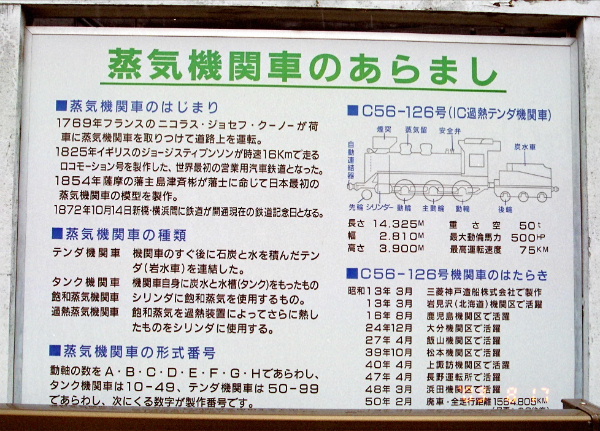 蒸気機関車のあらまし
■蒸気機関車のはじまり
1769年フランスのニコラス・ジョセフ・クーノーが荷
車に蒸気機関車を取りつけて道路上を運転。
1825年イギリスのジョージスティブンソンが時速16Kmで走る
ロコモーション号を製作した、世界最初の営業用汽車鉄道となった。
1854年薩摩の藩主島津斉彬が藩士に命じて日本最初の
蒸気機関車の模型を製作。
1872年10月14日新橋・横浜間に鉄道が開通現在の鉄道記念日となる。
■蒸気機関車の種類
テンダ機関車 機関車のすぐ後に石炭と水を積んだテン
ダ(岩水車)を連結した。
タンク機関車 機関車自身に炭水と水槽(タンク)をもったもの
飽和蒸気機関車 シリンダに飽和蒸気を使用するもの。
過熱蒸気機関車 飽和蒸気を過熱装置によってさらに熱し
たものをシリンダに使用する。
■蒸気機関車の形式番号
動軸の数をA・B・C・D・E・F・G・Hであらわし、
タンク機関車は10-49、テンダ機関車は50-99
であらわし、次にくる数字が製作番号です。
■C56-126号(IC過熱テンダ機関車)
煙関 蒸気留 安全弁
炭水車
自動連結器
先輪 シリンダー 動輪 主動輪 動輪 後輪
長さ 14,325M 重さ空 50t
幅 2.810M 最大動倫馬力 500HP
高さ 3.900M 最高運転速度 75KM
■C56-126号機関車のはたらき
昭和13年3月 三菱神戸造船株式会社で製作
13年3月 岩見沢(北海道)機関区で活躍
16年8月 鹿児島機関区で活躍
24年12月 大分機関区で活躍
27年4月 飯山機関区で活躍
39年10月 松本機関区で活躍
40年4月 上諏訪機関区で活躍
47年4月 長野運転所で活躍
48年3月 浜田機関区で活躍
50年2月 廃車・全走行距離